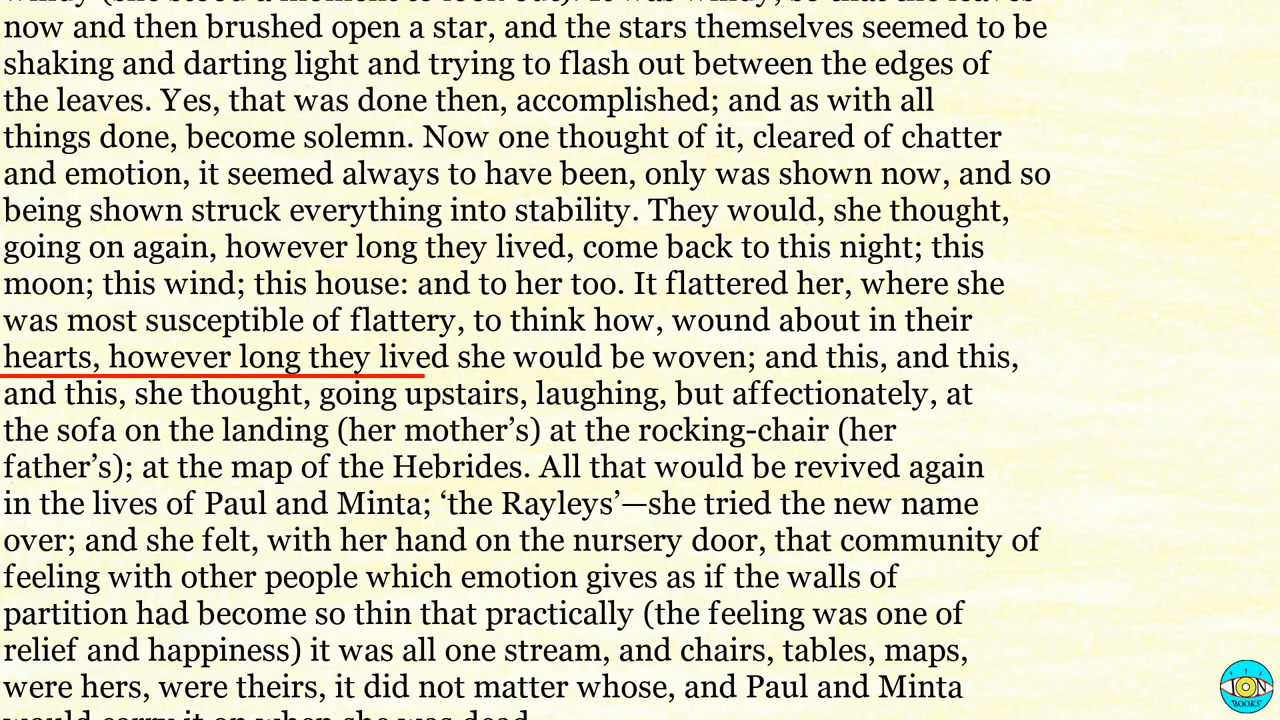 now and then brushed open a star, and the stars themselves seemed to be
shaking and darting light and trying to flash out between the edges of
the leaves. Yes, that was done then, accomplished; and as with all
things done, become solemn. Now one thought of it, cleared of chatter
and emotion, it seemed always to have been, only was shown now, and so
being shown struck everything into stability. They would, she thought,
going on again, however long they lived, come back to this night; this
moon; this wind; this house: and to her too. It flattered her, where she
was most susceptible of flattery, to think how, wound about in their
hearts, however long they lived she would be woven; and this, and this,
and this, she thought, going upstairs, laughing, but affectionately, at
the sofa on the landing (her mother’s) at the rocking-chair (her
father’s); at the map of the Hebrides. All that would be revived again
in the lives of Paul and Minta; ‘the Rayleys’—she tried the new name
over; and she felt, with her hand on the nursery door, that community of
feeling with other people which emotion gives as if the walls of
partition had become so thin that practically (the feeling was one of
relief and happiness) it was all one stream, and chairs, tables, maps,
were hers, were theirs, it did not matter whose, and Paul and Minta
would carry it on when she was dead.
ION
BOOKS